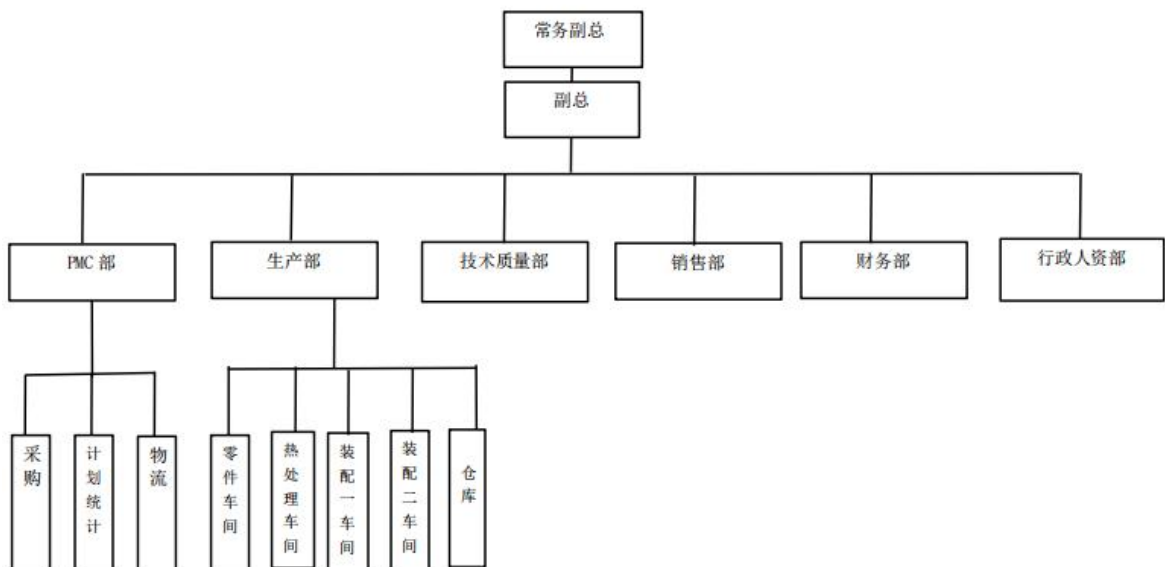 常务副总
副总
PMC 部
生产部
技术质量部
销售部
财务部
行政人资部
采购
计划统计
物流
零件车间
热处理车间
装配一车间
装配二车间
仓库